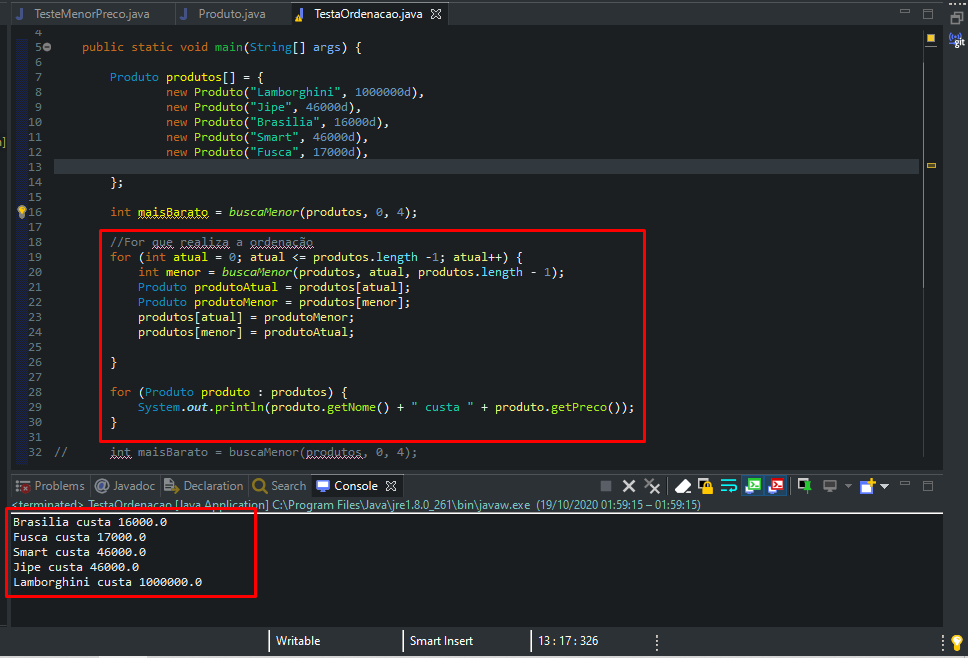 TesteMenorPreco.java Produto.java TestaOrdenacao.java
4
5 public static void main(String[] args) {
6
7 Produto produtos[] = {
8 new Produto("Lamborghini", 1000000d),
9 new Produto("Jipe", 46000d),
10 new Produto("Brasilia", 16000d),
11 new Produto("Smart", 46000d),
12 new Produto("Fusca", 17000d),
13
14 };
15
16 int maisBarato = buscaMenor(produtos, 0, 4);
17
18 //For que realiza a ordenação
19 for (int atual = 0; atual <= produtos.length -1; atual++) {
20 int menor = buscaMenor(produtos, atual, produtos.length - 1);
21 Produto produtoAtual = produtos[atual];
22 Produto produtoMenor = produtos[menor];
23 produtos[atual] = produtoMenor;
24 produtos[menor] = produtoAtual;
25
26 }
27
28 for (Produto produto : produtos) {
29 System.out.println(produto.getNome() + " custa " + produto.getPreco());
30 }
31
32 // int maisBarato = buscaMenor(produtos, 0, 4);
git
Problems @ Javadoc Declaration Search Console
<terminated> TestaOrdenacao [Java Application] C:\Program Files\Java\jre1.8.0_261\bin\javaw.exe (19/10/2020 01:59:15 – 01:59:15)
Brasilia custa 16000.0
Fusca custa 17000.0
Smart custa 46000.0
Jipe custa 46000.0
Lamborghini custa 1000000.0
Writable Smart Insert 13 : 17 : 326